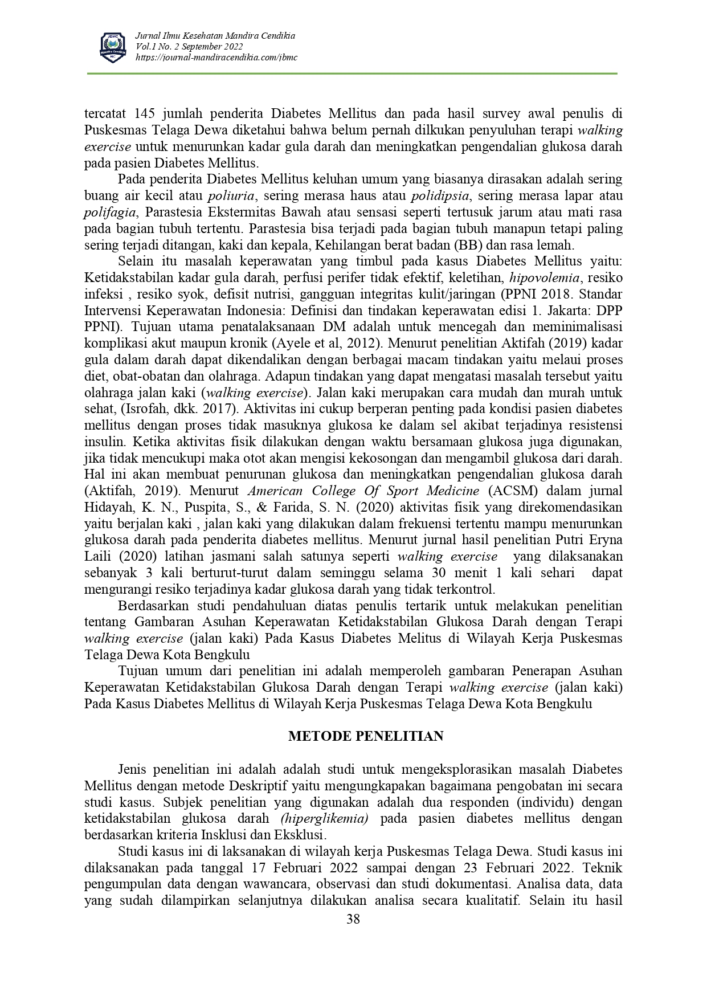 JBMC
Mandira Cendikia
MC
Jurnal Ilmu Kesehatan Mandira Cendikia
Vol.1 No. 2 September 2022
https://journal-mandiracendikia.com/jbmc
tercatat 145 jumlah penderita Diabetes Mellitus dan pada hasil survey awal penulis di
Puskesmas Telaga Dewa diketahui bahwa belum pernah dilkukan penyuluhan terapi walking
exercise untuk menurunkan kadar gula darah dan meningkatkan pengendalian glukosa darah
pada pasien Diabetes Mellitus.
Pada penderita Diabetes Mellitus keluhan umum yang biasanya dirasakan adalah sering
buang air kecil atau poliuria, sering merasa haus atau polidipsia, sering merasa lapar atau
polifagia, Parastesia Ekstermitas Bawah atau sensasi seperti tertusuk jarum atau mati rasa
pada bagian tubuh tertentu. Parastesia bisa terjadi pada bagian tubuh manapun tetapi paling
sering terjadi ditangan, kaki dan kepala, Kehilangan berat badan (BB) dan rasa lemah.
Selain itu masalah keperawatan yang timbul pada kasus Diabetes Mellitus yaitu:
Ketidakstabilan kadar gula darah, perfusi perifer tidak efektif, keletihan, hipovolemia, resiko
infeksi , resiko syok, defisit nutrisi, gangguan integritas kulit/jaringan (PPNI 2018. Standar
Intervensi Keperawatan Indonesia: Definisi dan tindakan keperawatan edisi 1. Jakarta: DPP
PPNI). Tujuan utama penatalaksanaan DM adalah untuk mencegah dan meminimalisasi
komplikasi akut maupun kronik (Ayele et al, 2012). Menurut penelitian Aktifah (2019) kadar
gula dalam darah dapat dikendalikan dengan berbagai macam tindakan yaitu melaui proses
diet, obat-obatan dan olahraga. Adapun tindakan yang dapat mengatasi masalah tersebut yaitu
olahraga jalan kaki (walking exercise). Jalan kaki merupakan cara mudah dan murah untuk
sehat, (Isrofah, dkk. 2017). Aktivitas ini cukup berperan penting pada kondisi pasien diabetes
mellitus dengan proses tidak masuknya glukosa ke dalam sel akibat terjadinya resistensi
insulin. Ketika aktivitas fisik dilakukan dengan waktu bersamaan glukosa juga digunakan,
jika tidak mencukupi maka otot akan mengisi kekosongan dan mengambil glukosa dari darah.
Hal ini akan membuat penurunan glukosa dan meningkatkan pengendalian glukosa darah
(Aktifah, 2019). Menurut American College Of Sport Medicine (ACSM) dalam jurnal
Hidayah, K. N., Puspita, S., & Farida, S. N. (2020) aktivitas fisik yang direkomendasikan
yaitu berjalan kaki , jalan kaki yang dilakukan dalam frekuensi tertentu mampu menurunkan
glukosa darah pada penderita diabetes mellitus. Menurut jurnal hasil penelitian Putri Eryna
Laili (2020) latihan jasmani salah satunya seperti walking exercise yang dilaksanakan
sebanyak 3 kali berturut-turut dalam seminggu selama 30 menit 1 kali sehari dapat
mengurangi resiko terjadinya kadar glukosa darah yang tidak terkontrol.
Berdasarkan studi pendahuluan diatas penulis tertarik untuk melakukan penelitian
tentang Gambaran Asuhan Keperawatan Ketidakstabilan Glukosa Darah dengan Terapi
walking exercise (jalan kaki) Pada Kasus Diabetes Melitus di Wilayah Kerja Puskesmas
Telaga Dewa Kota Bengkulu
Tujuan umum dari penelitian ini adalah memperoleh gambaran Penerapan Asuhan
Keperawatan Ketidakstabilan Glukosa Darah dengan Terapi walking exercise (jalan kaki)
Pada Kasus Diabetes Mellitus di Wilayah Kerja Puskesmas Telaga Dewa Kota Bengkulu
METODE PENELITIAN
Jenis penelitian ini adalah adalah studi untuk mengeksplorasikan masalah Diabetes
Mellitus dengan metode Deskriptif yaitu mengungkapakan bagaimana pengobatan ini secara
studi kasus. Subjek penelitian yang digunakan adalah dua responden (individu) dengan
ketidakstabilan glukosa darah (hiperglikemia) pada pasien diabetes mellitus dengan
berdasarkan kriteria Insklusi dan Eksklusi.
Studi kasus ini di laksanakan di wilayah kerja Puskesmas Telaga Dewa. Studi kasus ini
dilaksanakan pada tanggal 17 Februari 2022 sampai dengan 23 Februari 2022. Teknik
pengumpulan data dengan wawancara, observasi dan studi dokumentasi. Analisa data, data
yang sudah dilampirkan selanjutnya dilakukan analisa secara kualitatif. Selain itu hasil
38